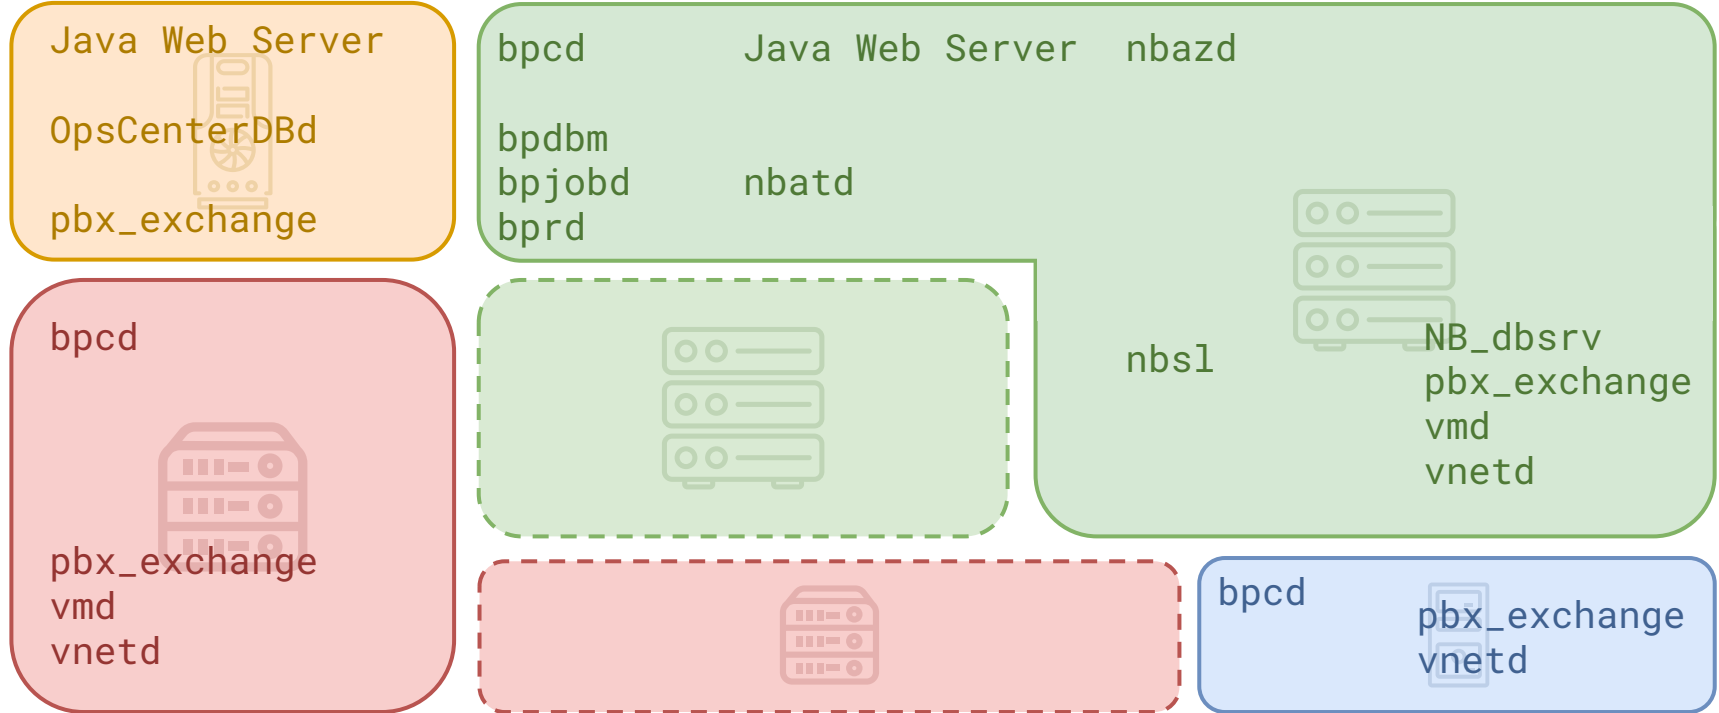 Java Web Server
OpsCenterDBd
pbx_exchange
bpcd
Java Web Server
nbazd
bpdbm
bpjobd
nbatd
bprd
nbsl
NB_dbsrv
pbx_exchange
vmd
vnetd
bpcd
pbx_exchange
vmd
vnetd
bpcd
pbx_exchange
vnetd